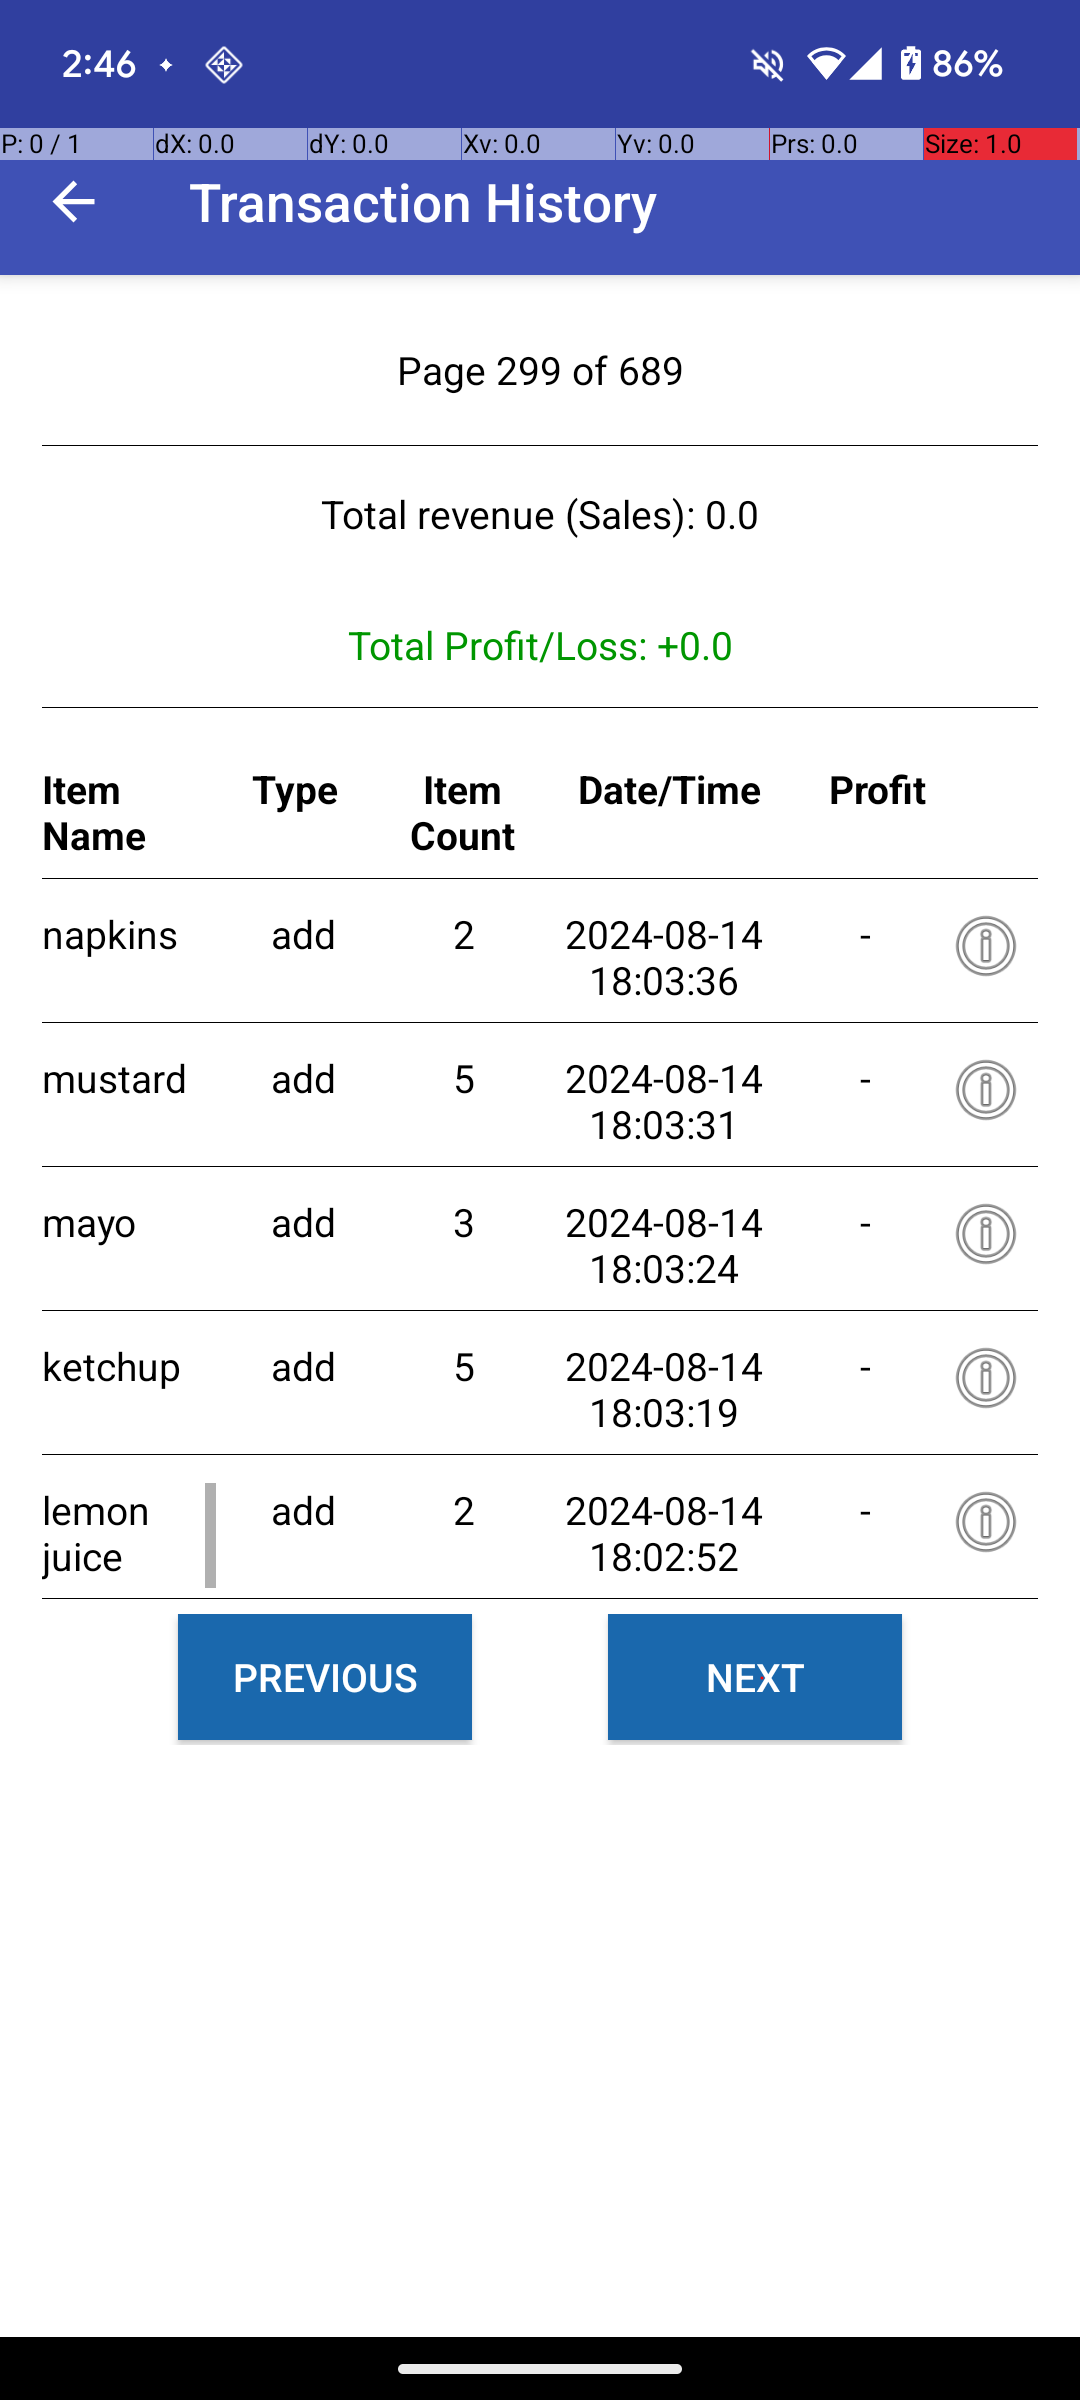 2:46
86%
P: 0 / 1 dX: 0.0 dY: 0.0 Xv: 0.0 Yv: 0.0 Prs: 0.0 Size: 1.0
Transaction History
Page 299 of 689
Total revenue (Sales): 0.0
Total Profit/Loss: +0.0
Item Name Type Item Count Date/Time Profit
napkins add 2 2024-08-14 18:03:36 -
mustard add 5 2024-08-14 18:03:31 -
mayo add 3 2024-08-14 18:03:24 -
ketchup add 5 2024-08-14 18:03:19 -
lemon juice add 2 2024-08-14 18:02:52 -
PREVIOUS NEXT